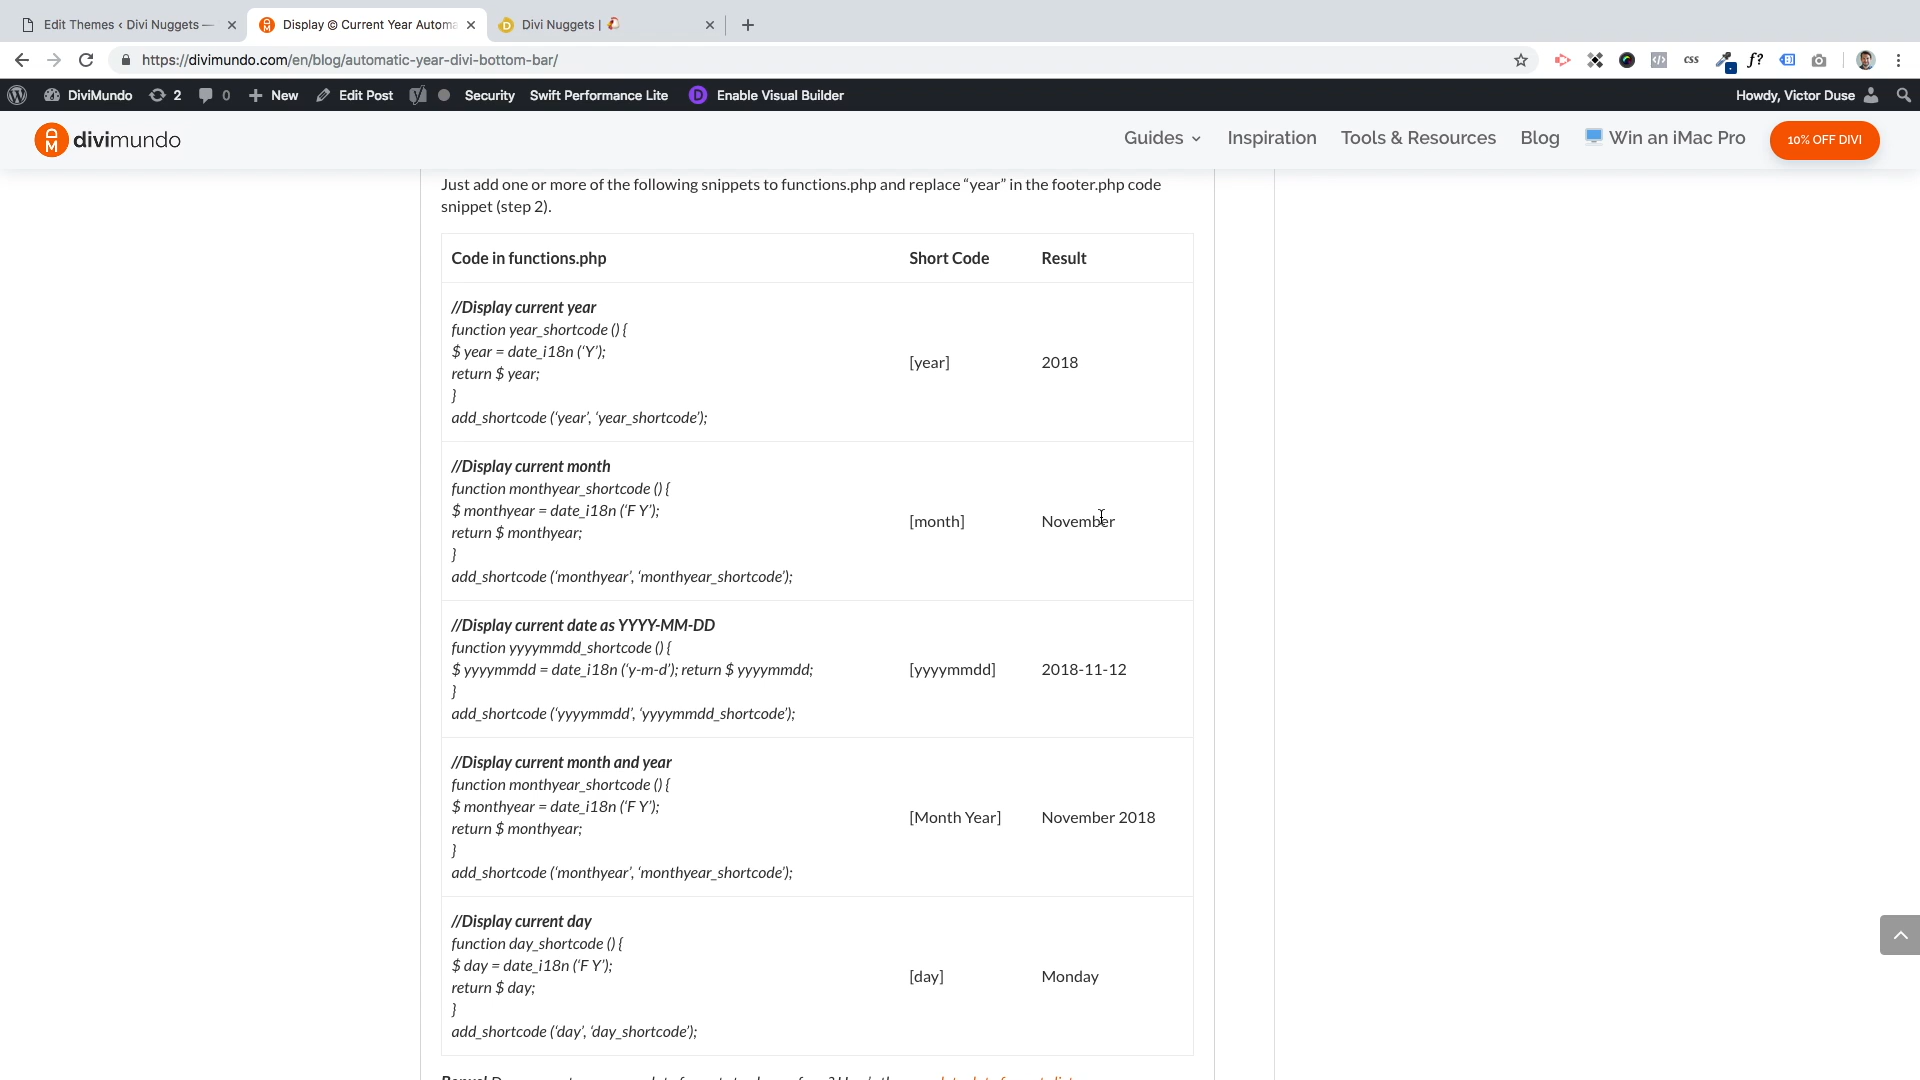 Edit Themes ‹ Divi Nuggets —
Display © Current Year Automa
Divi Nuggets |
https://divimundo.com/en/blog/automatic-year-divi-bottom-bar/
css
f?
DiviMundo
2
0
New
Edit Post
Security
Swift Performance Lite
D
Enable Visual Builder
Howdy, Victor Duse
divimundo
Guides
Inspiration
Tools & Resources
Blog
Win an iMac Pro
10% OFF DIVI
Just add one or more of the following snippets to functions.php and replace “year” in the footer.php code
snippet (step 2).
Code in functions.php
Short Code
Result
//Display current year
function year_shortcode () {
$ year = date_i18n (‘Y’);
return $ year;
}
add_shortcode (‘year’, ‘year_shortcode’);
[year]
2018
//Display current month
function monthyear_shortcode () {
$ monthyear = date_i18n (‘F Y’);
return $ monthyear;
}
add_shortcode (‘monthyear’, ‘monthyear_shortcode’);
[month]
November
//Display current date as YYYY-MM-DD
function yyyymmdd_shortcode () {
$ yyyymmdd = date_i18n (‘y-m-d’); return $ yyyymmdd;
}
add_shortcode (‘yyyymmdd’, ‘yyyymmdd_shortcode’);
[yyyymmdd]
2018-11-12
//Display current month and year
function monthyear_shortcode () {
$ monthyear = date_i18n (‘F Y’);
return $ monthyear;
}
add_shortcode (‘monthyear’, ‘monthyear_shortcode’);
[Month Year]
November 2018
//Display current day
function day_shortcode () {
$ day = date_i18n (‘F Y’);
return $ day;
}
add_shortcode (‘day’, ‘day_shortcode’);
[day]
Monday